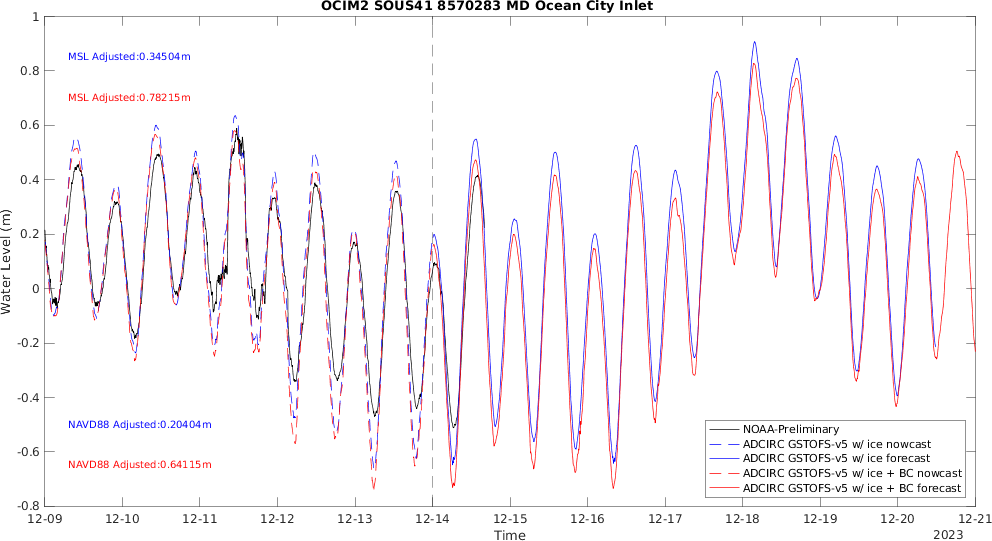 OCIM2 SOUS41 8570283 MD Ocean City Inlet
MSL Adjusted:0.34504m
MSL Adjusted:0.78215m
NAVD88 Adjusted:0.20404m
NAVD88 Adjusted:0.64115m
Water Level (m)
1
0.8
0.6
0.4
0.2
0
-0.2
-0.4
-0.6
-0.8
NOAA-Preliminary
ADCIRC GSTOFS-v5 w/ ice nowcast
ADCIRC GSTOFS-v5 w/ ice forecast
ADCIRC GSTOFS-v5 w/ ice + BC nowcast
ADCIRC GSTOFS-v5 w/ ice + BC forecast
12-09 12-10 12-11 12-12 12-13 12-14 12-15 12-16 12-17 12-18 12-19 12-20 12-21
Time
2023